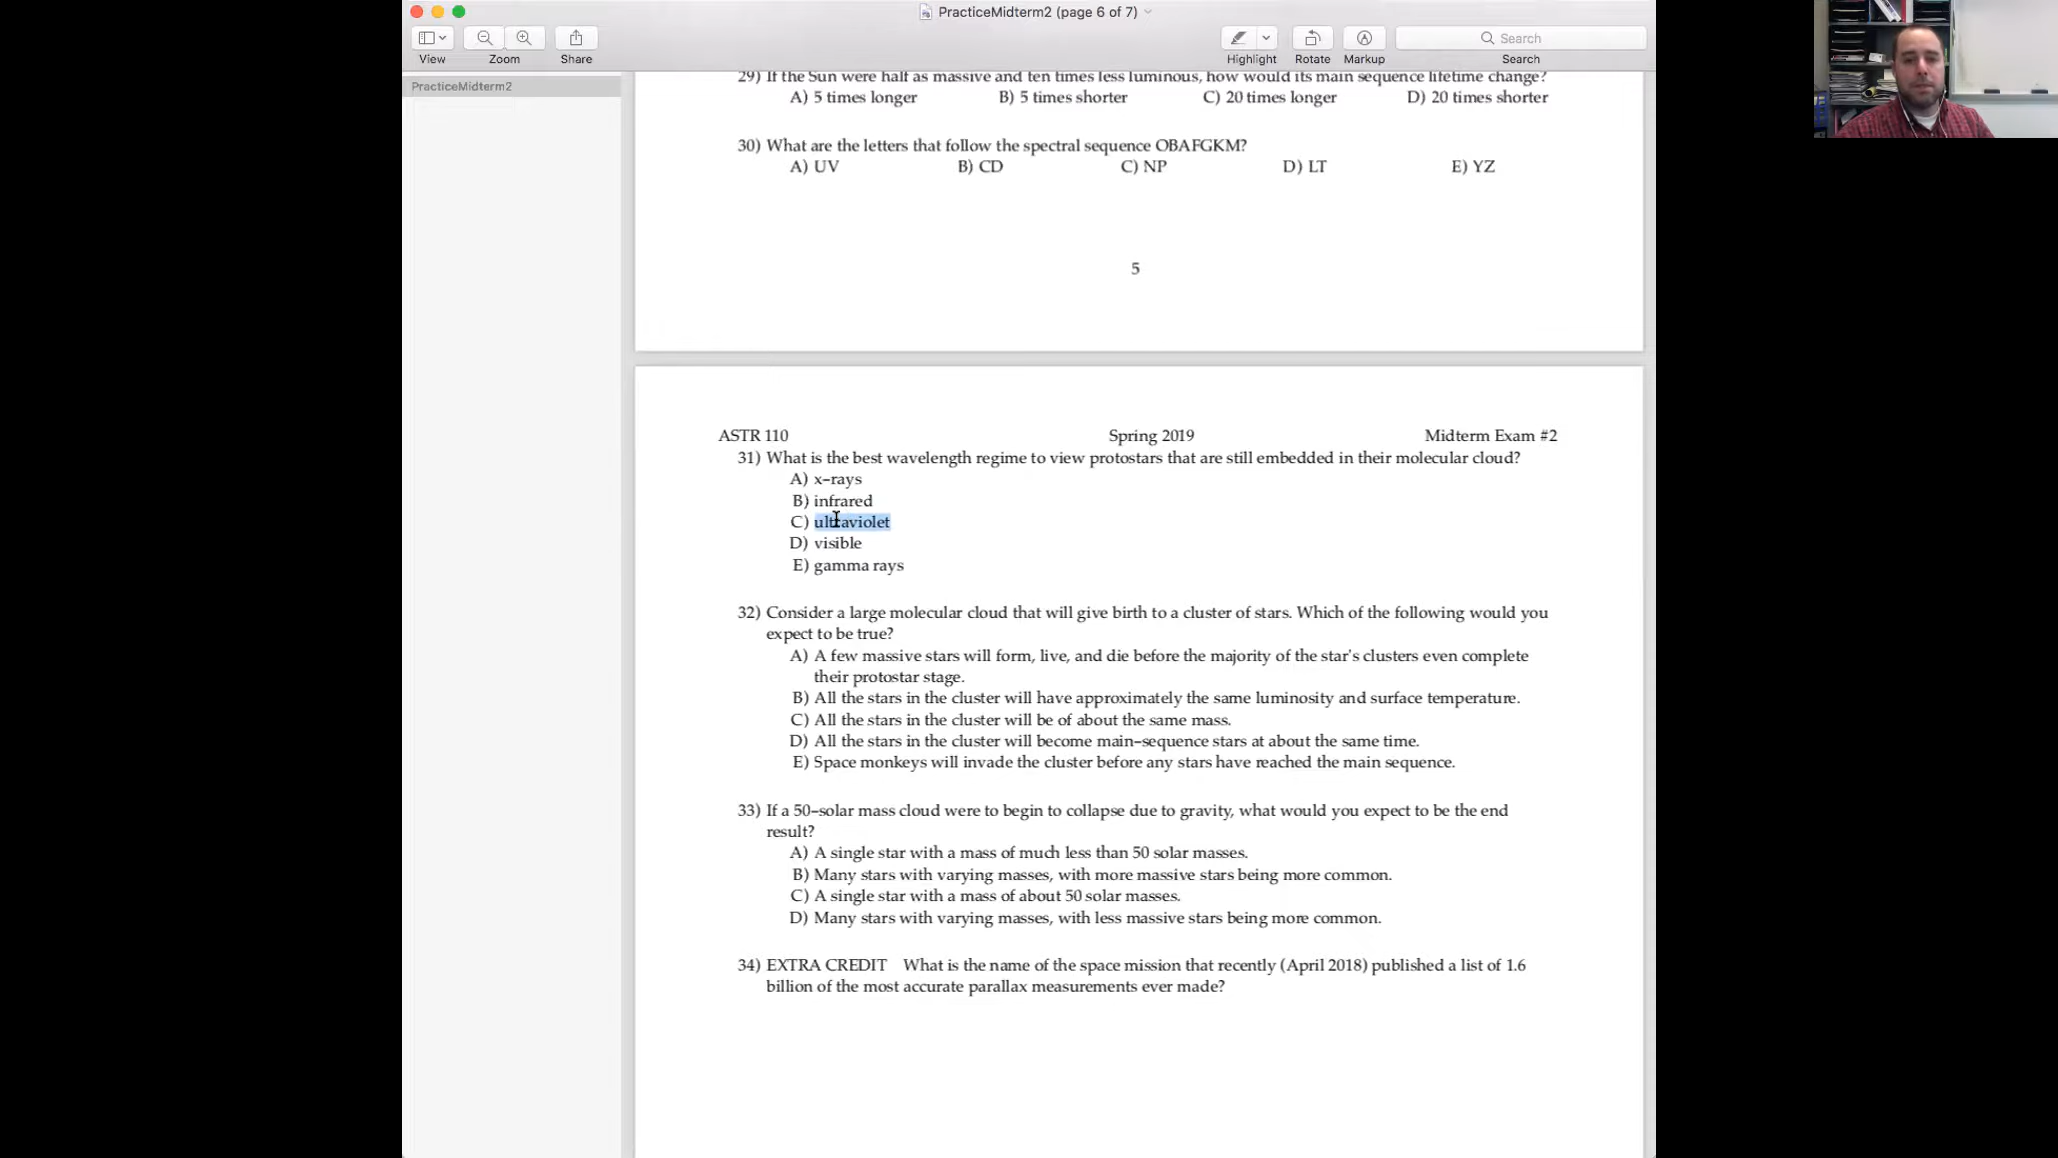 PracticeMidterm2 (page 6 of 7)
View
Zoom
Share
Highlight
Rotate
Markup
Search
Search
PracticeMidterm2
29) If the Sun were half as massive and ten times less luminous, how would its main sequence lifetime change?
A) 5 times longer B) 5 times shorter C) 20 times longer D) 20 times shorter
30) What are the letters that follow the spectral sequence OBAFGKM?
A) UV B) CD C) NP D) LT E) YZ
5
ASTR 110 Spring 2019 Midterm Exam #2
31) What is the best wavelength regime to view protostars that are still embedded in their molecular cloud?
A) x–rays
B) infrared
C) ultraviolet
D) visible
E) gamma rays
32) Consider a large molecular cloud that will give birth to a cluster of stars. Which of the following would you
expect to be true?
A) A few massive stars will form, live, and die before the majority of the star's clusters even complete
their protostar stage.
B) All the stars in the cluster will have approximately the same luminosity and surface temperature.
C) All the stars in the cluster will be of about the same mass.
D) All the stars in the cluster will become main–sequence stars at about the same time.
E) Space monkeys will invade the cluster before any stars have reached the main sequence.
33) If a 50–solar mass cloud were to begin to collapse due to gravity, what would you expect to be the end
result?
A) A single star with a mass of much less than 50 solar masses.
B) Many stars with varying masses, with more massive stars being more common.
C) A single star with a mass of about 50 solar masses.
D) Many stars with varying masses, with less massive stars being more common.
34) EXTRA CREDIT What is the name of the space mission that recently (April 2018) published a list of 1.6
billion of the most accurate parallax measurements ever made?